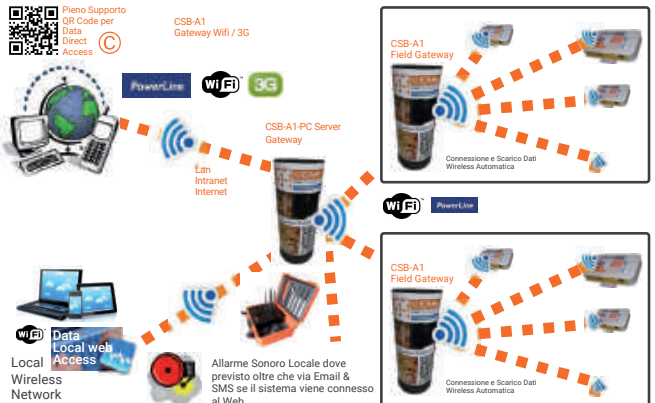 Pieno Supporto
QR Code per
Data
Direct
Access
C
CSB-A1
Gateway Wifi / 3G
PowerLine
WiFi
3G
CSB-A1-PC Server
Gateway
Lan
Intranet
Internet
CSB-A1
Field Gateway
Connessione e Scarico Dati
Wireless Automatica
WiFi
PowerLine
CSB-A1
Field Gateway
Connessione e Scarico Dati
Wireless Automatica
WiFi
Data
Local web
Access
Local
Wireless
Network
Allarme Sonoro Locale dove
previsto oltre che via Email &
SMS se il sistema viene connesso
al Web